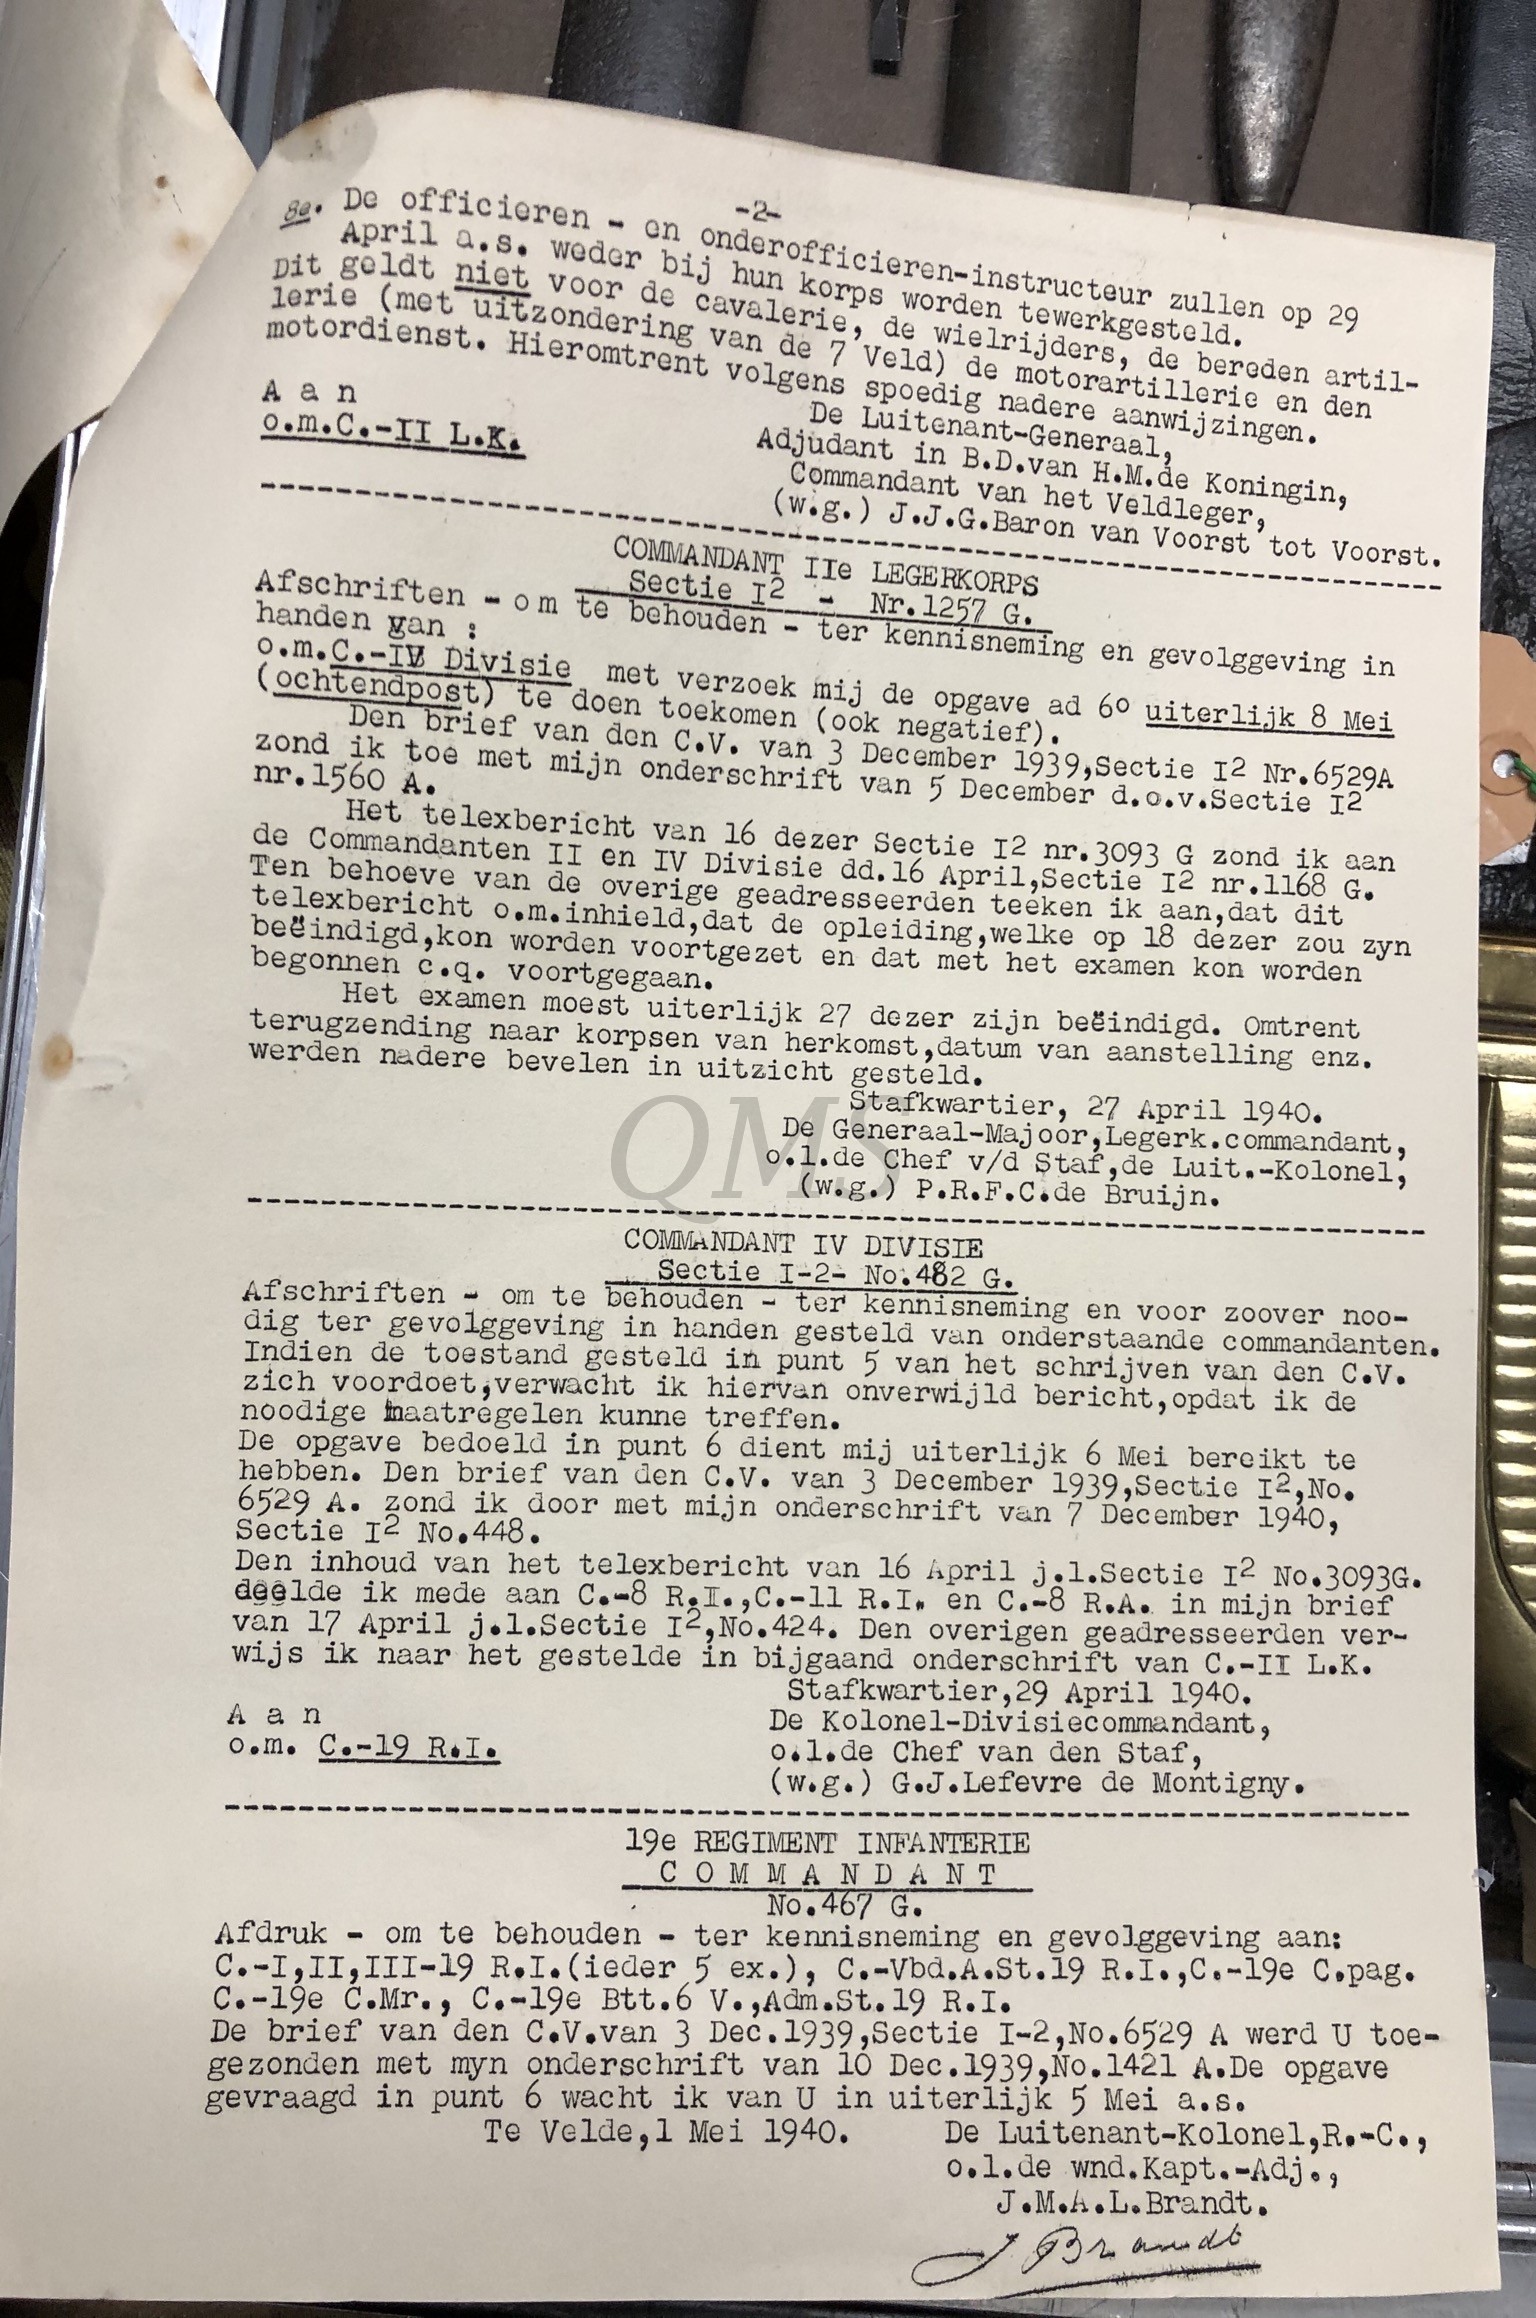 -2-
8e. De officieren - en onderofficieren-instructeur zullen op 29
April a.s. weder bij hun korps worden tewerkgesteld.
Dit geldt niet voor de cavalerie, de wielrijders, de bereden artil-
lerie (met uitzondering van de 7 Veld) de motorartillerie en den
motordienst. Hieromtrent volgens spoedig nadere aanwijzingen.
A a n
o.m.C.-II L.K.
De Luitenant-Generaal,
Adjudant in B.D.van H.M.de Koningin,
Commandant van het Veldleger,
(w.g.) J.J.G.Baron van Voorst tot Voorst.
COMMANDANT IIe LEGERKORPS
Sectie I2 - Nr.1257 G.
Afschriften - om te behouden - ter kennisneming en gevolggeving in
handen van :
o.m.C.-IV Divisie met verzoek mij de opgave ad 6o uiterlijk 8 Mei
(ochtendpost) te doen toekomen (ook negatief).
Den brief van den C.V. van 3 December 1939,Sectie I2 Nr.6529A
zond ik toe met mijn onderschrift van 5 December d.o.v.Sectie I2
nr.1560 A.
Het telexbericht van 16 dezer Sectie I2 nr.3093 G zond ik aan
de Commandanten II en IV Divisie dd.16 April,Sectie I2 nr.1168 G.
Ten behoeve van de overige geadresseerden teeken ik aan,dat dit
telexbericht o.m.inhield,dat de opleiding,welke op 18 dezer zou zyn
beëindigd,kon worden voortgezet en dat met het examen kon worden
begonnen c.q. voortgegaan.
Het examen moest uiterlijk 27 dezer zijn beëindigd. Omtrent
terugzending naar korpsen van herkomst,datum van aanstelling enz.
werden nadere bevelen in uitzicht gesteld.
Stafkwartier, 27 April 1940.
De Generaal-Majoor,Legerk.commandant,
o.l.de Chef v/d Staf,de Luit.-Kolonel,
(w.g.) P.R.F.C.de Bruijn.
QMS
COMMANDANT IV DIVISIE
Sectie I-2- No.482 G.
Afschriften - om te behouden - ter kennisneming en voor zoover noo-
dig ter gevolggeving in handen gesteld van onderstaande commandanten.
Indien de toestand gesteld in punt 5 van het schrijven van den C.V.
zich voordoet,verwacht ik hiervan onverwijld bericht,opdat ik de
noodige maatregelen kunne treffen.
De opgave bedoeld in punt 6 dient mij uiterlijk 6 Mei bereikt te
hebben. Den brief van den C.V. van 3 December 1939,Sectie I2,No.
6529 A. zond ik door met mijn onderschrift van 7 December 1940,
Sectie I2 No.448.
Den inhoud van het telexbericht van 16 April j.l.Sectie I2 No.3093G.
deelde ik mede aan C.-8 R.I.,C.-11 R.I. en C.-8 R.A. in mijn brief
van 17 April j.l.Sectie I2,No.424. Den overigen geadresseerden ver-
wijs ik naar het gestelde in bijgaand onderschrift van C.-II L.K.
Stafkwartier,29 April 1940.
A a n
o.m. C.-19 R.I.
De Kolonel-Divisiecommandant,
o.l.de Chef van den Staf,
(w.g.) G.J.Lefevre de Montigny.
19e REGIMENT INFANTERIE
C O M M A N D A N T
No.467 G.
Afdruk - om te behouden - ter kennisneming en gevolggeving aan:
C.-I,II,III-19 R.I.(ieder 5 ex.), C.-Vbd.A.St.19 R.I.,C.-19e C.pag.
C.-19e C.Mr., C.-19e Btt.6 V.,Adm.St.19 R.I.
De brief van den C.V.van 3 Dec.1939,Sectie I-2,No.6529 A werd U toe-
gezonden met myn onderschrift van 10 Dec.1939,No.1421 A.De opgave
gevraagd in punt 6 wacht ik van U in uiterlijk 5 Mei a.s.
Te Velde,1 Mei 1940.
De Luitenant-Kolonel,R.-C.,
o.l.de wnd.Kapt.-Adj.,
J.M.A.L.Brandt.
J Brandt